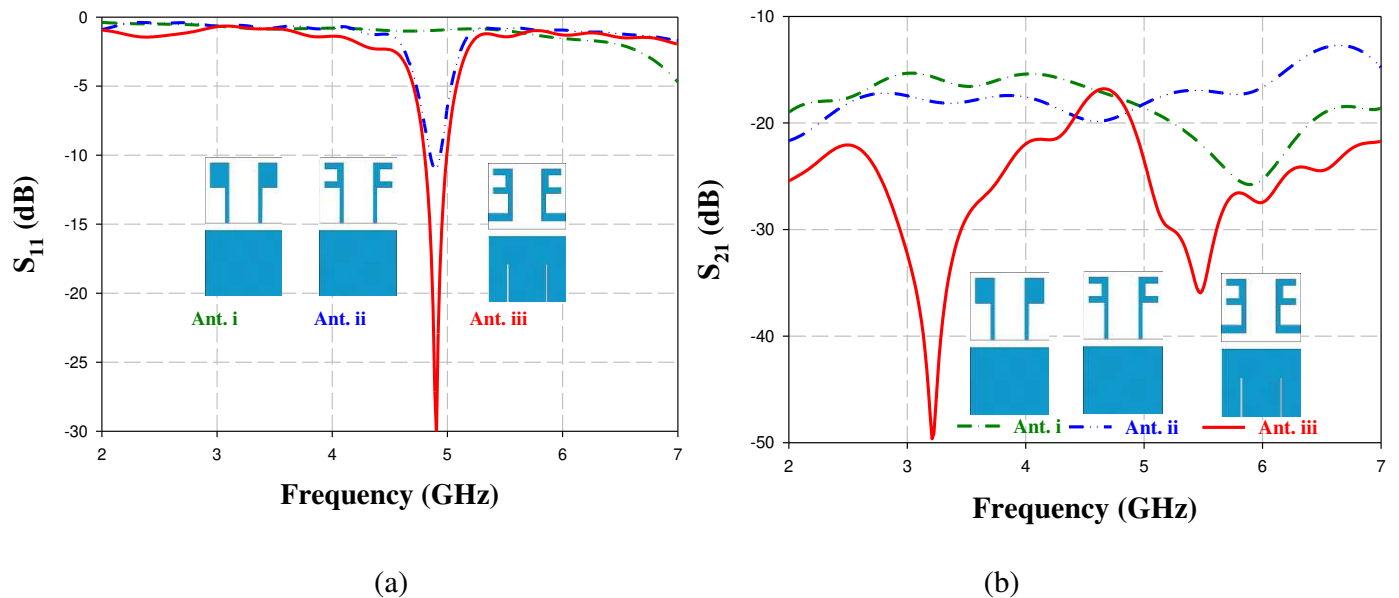 0
-5
-10
-15
-20
-25
-30
S11 (dB)
Ant. i Ant. ii Ant. iii
2 3 4 5 6 7
Frequency (GHz)
(a)
-10
-20
-30
-40
-50
S21 (dB)
Ant. i Ant. ii Ant. iii
2 3 4 5 6 7
Frequency (GHz)
(b)